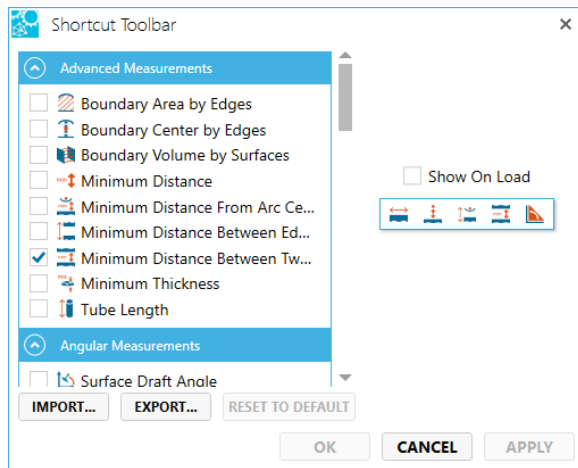 Shortcut Toolbar
Advanced Measurements
Boundary Area by Edges
Boundary Center by Edges
Boundary Volume by Surfaces
Minimum Distance
Minimum Distance From Arc Ce...
Minimum Distance Between Ed...
Minimum Distance Between Tw...
Minimum Thickness
Tube Length
Angular Measurements
Surface Draft Angle
Show On Load
IMPORT... EXPORT... RESET TO DEFAULT
OK CANCEL APPLY